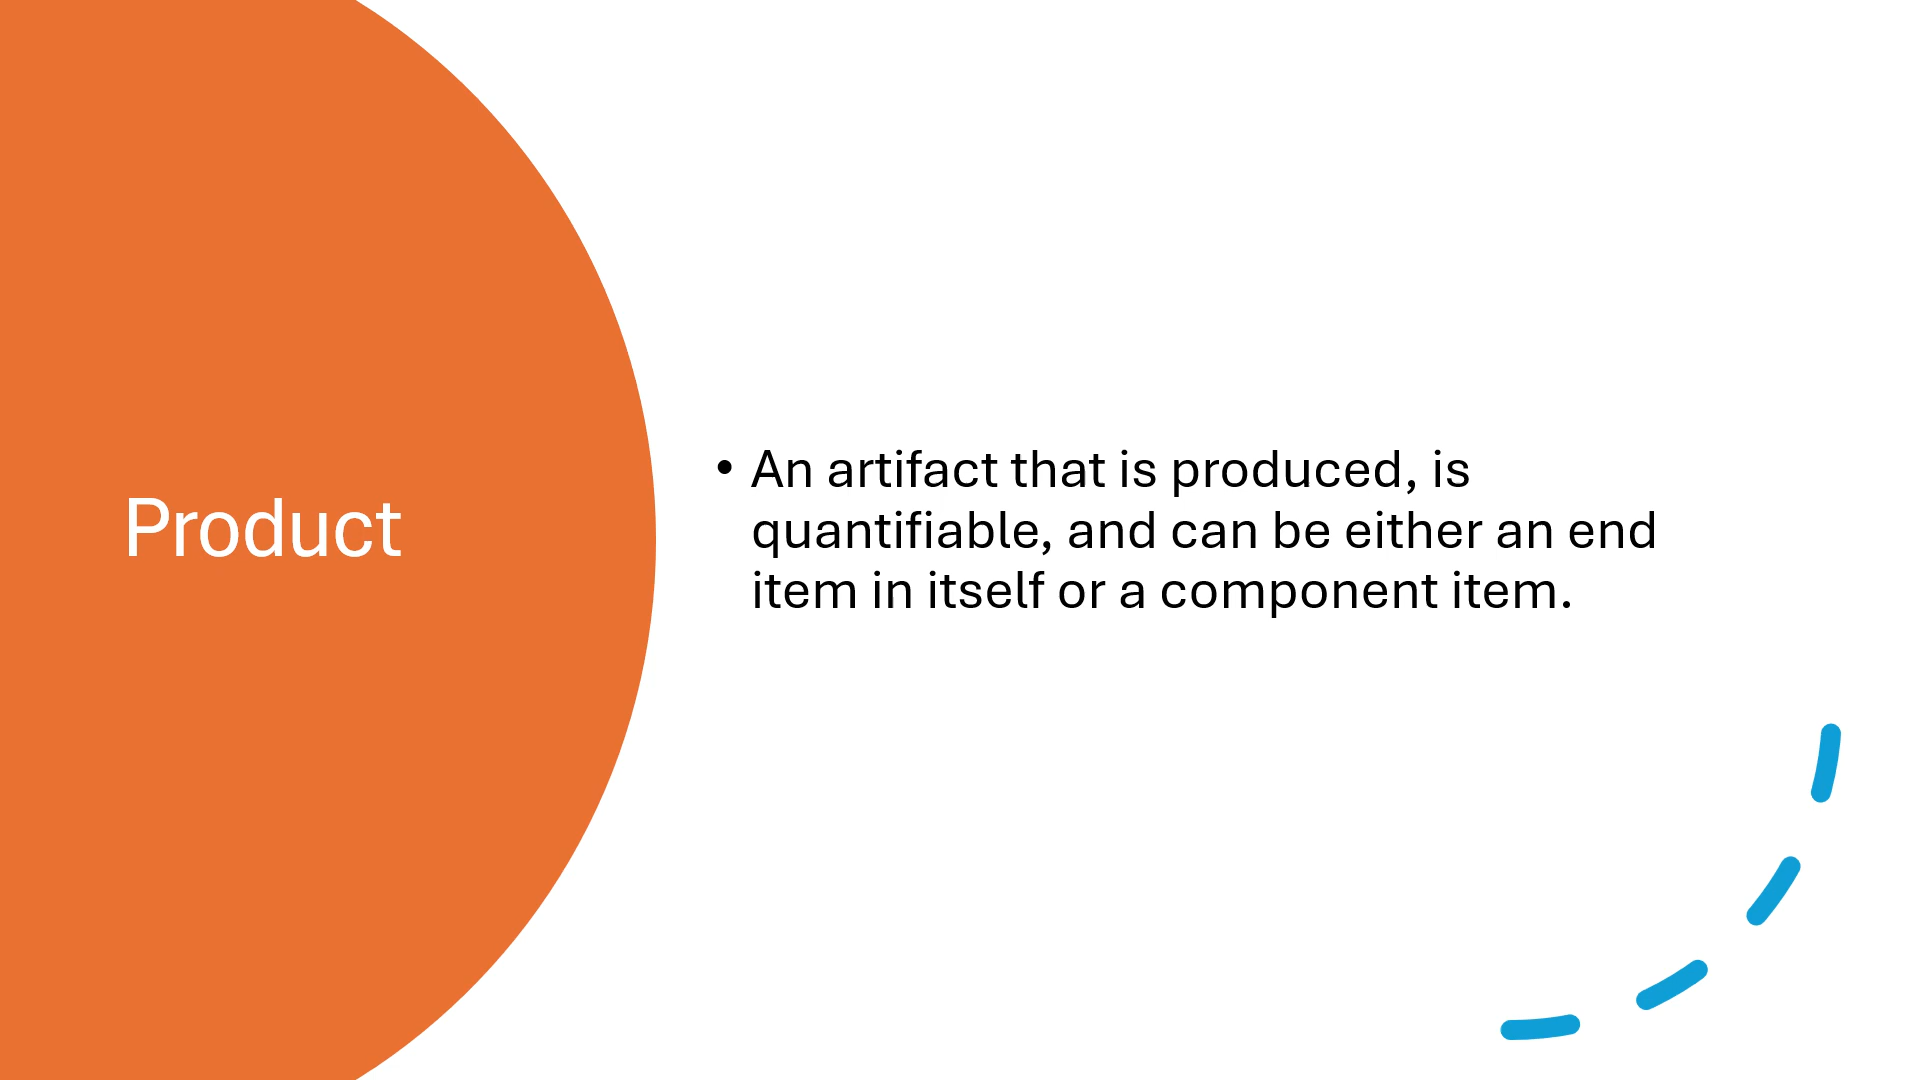 Product
• An artifact that is produced, is
quantifiable, and can be either an end
item in itself or a component item.